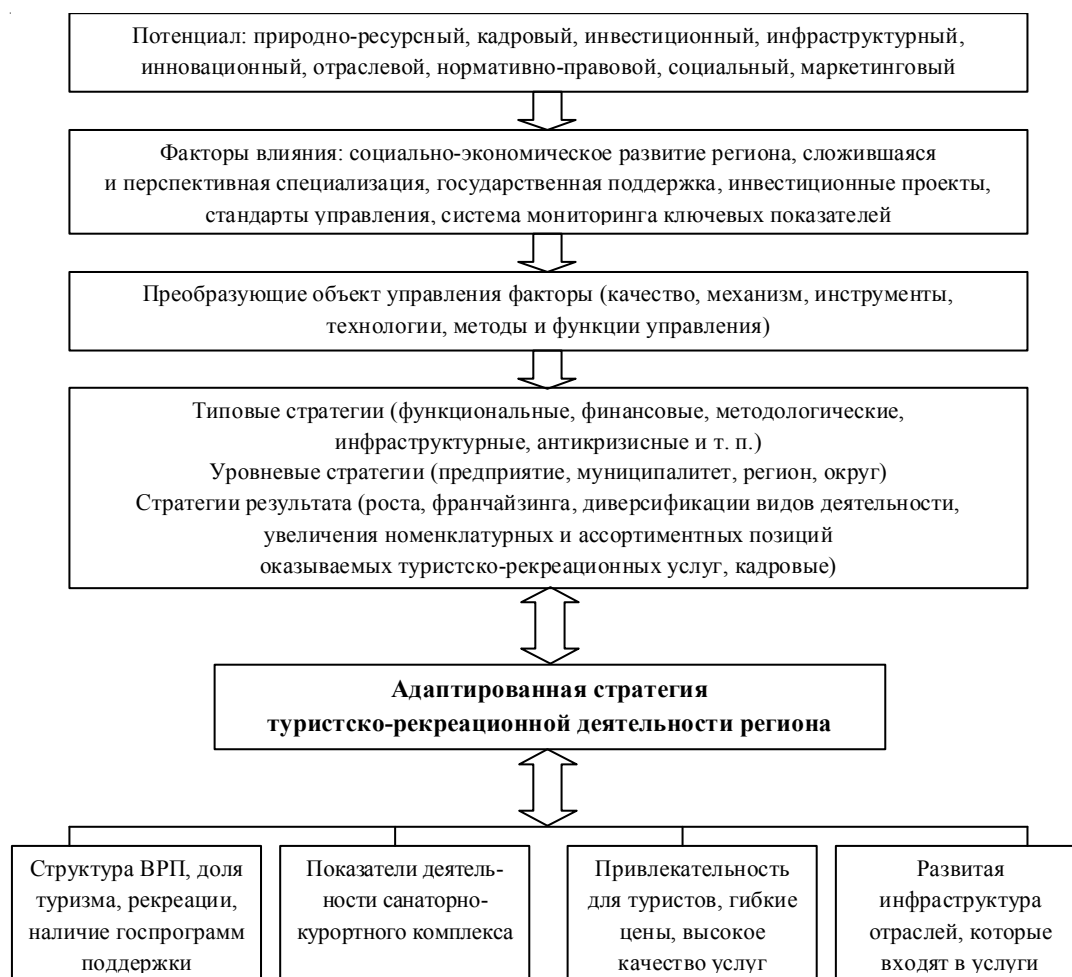 Потенциал: природно-ресурсный, кадровый, инвестиционный, инфраструктурный,
инновационный, отраслевой, нормативно-правовой, социальный, маркетинговый
Факторы влияния: социально-экономическое развитие региона, сложившаяся
и перспективная специализация, государственная поддержка, инвестиционные проекты,
стандарты управления, система мониторинга ключевых показателей
Преобразующие объект управления факторы (качество, механизм, инструменты,
технологии, методы и функции управления)
Типовые стратегии (функциональные, финансовые, методологические,
инфраструктурные, антикризисные и т. п.)
Уровневые стратегии (предприятие, муниципалитет, регион, округ)
Стратегии результата (роста, франчайзинга, диверсификации видов деятельности,
увеличения номенклатурных и ассортиментных позиций
оказываемых туристско-рекреационных услуг, кадровые)
Адаптированная стратегия
туристско-рекреационной деятельности региона
Структура ВРП, доля
туризма, рекреации,
наличие госпрограмм
поддержки
Показатели деятель-
ности санаторно-
курортного комплекса
Привлекательность
для туристов, гибкие
цены, высокое
качество услуг
Развитая
инфраструктура
отраслей, которые
входят в услуги